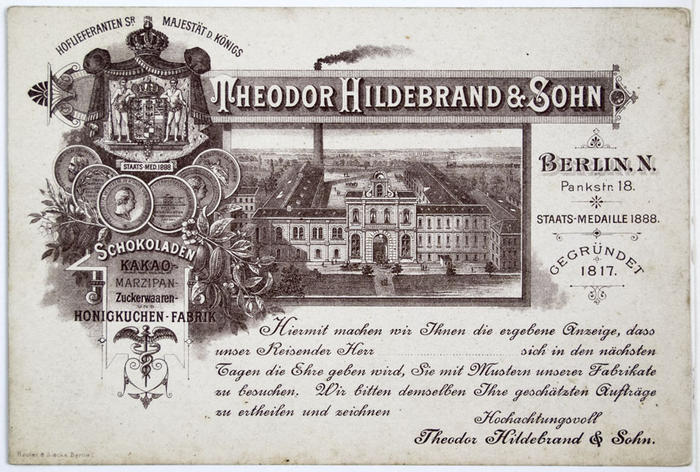 HOFLIEFERANTEN SR. MAJESTÄT D. KÖNIGS
THEODOR HILDEBRAND & SOHN
STAATS-MED. 1888
SCHOKOLADEN
KAKAO-
MARZIPAN-
Zuckerwaaren-
UND
HONIGKUCHEN-FABRIK
BERLIN, N.
Pankstr. 18.
STAATS-MEDAILLE 1888.
GEGRÜNDET
1817.
Hiermit machen wir Ihnen die ergebene Anzeige, dass
unser Reisender Herr sich in den nächsten
Tagen die Ehre geben wird, Sie mit Mustern unserer Fabrikate
zu besuchen. Wir bitten demselben Ihre geschätzten Aufträge
zu ertheilen und zeichnen
Hochachtungsvoll
Theodor Hildebrand & Sohn.